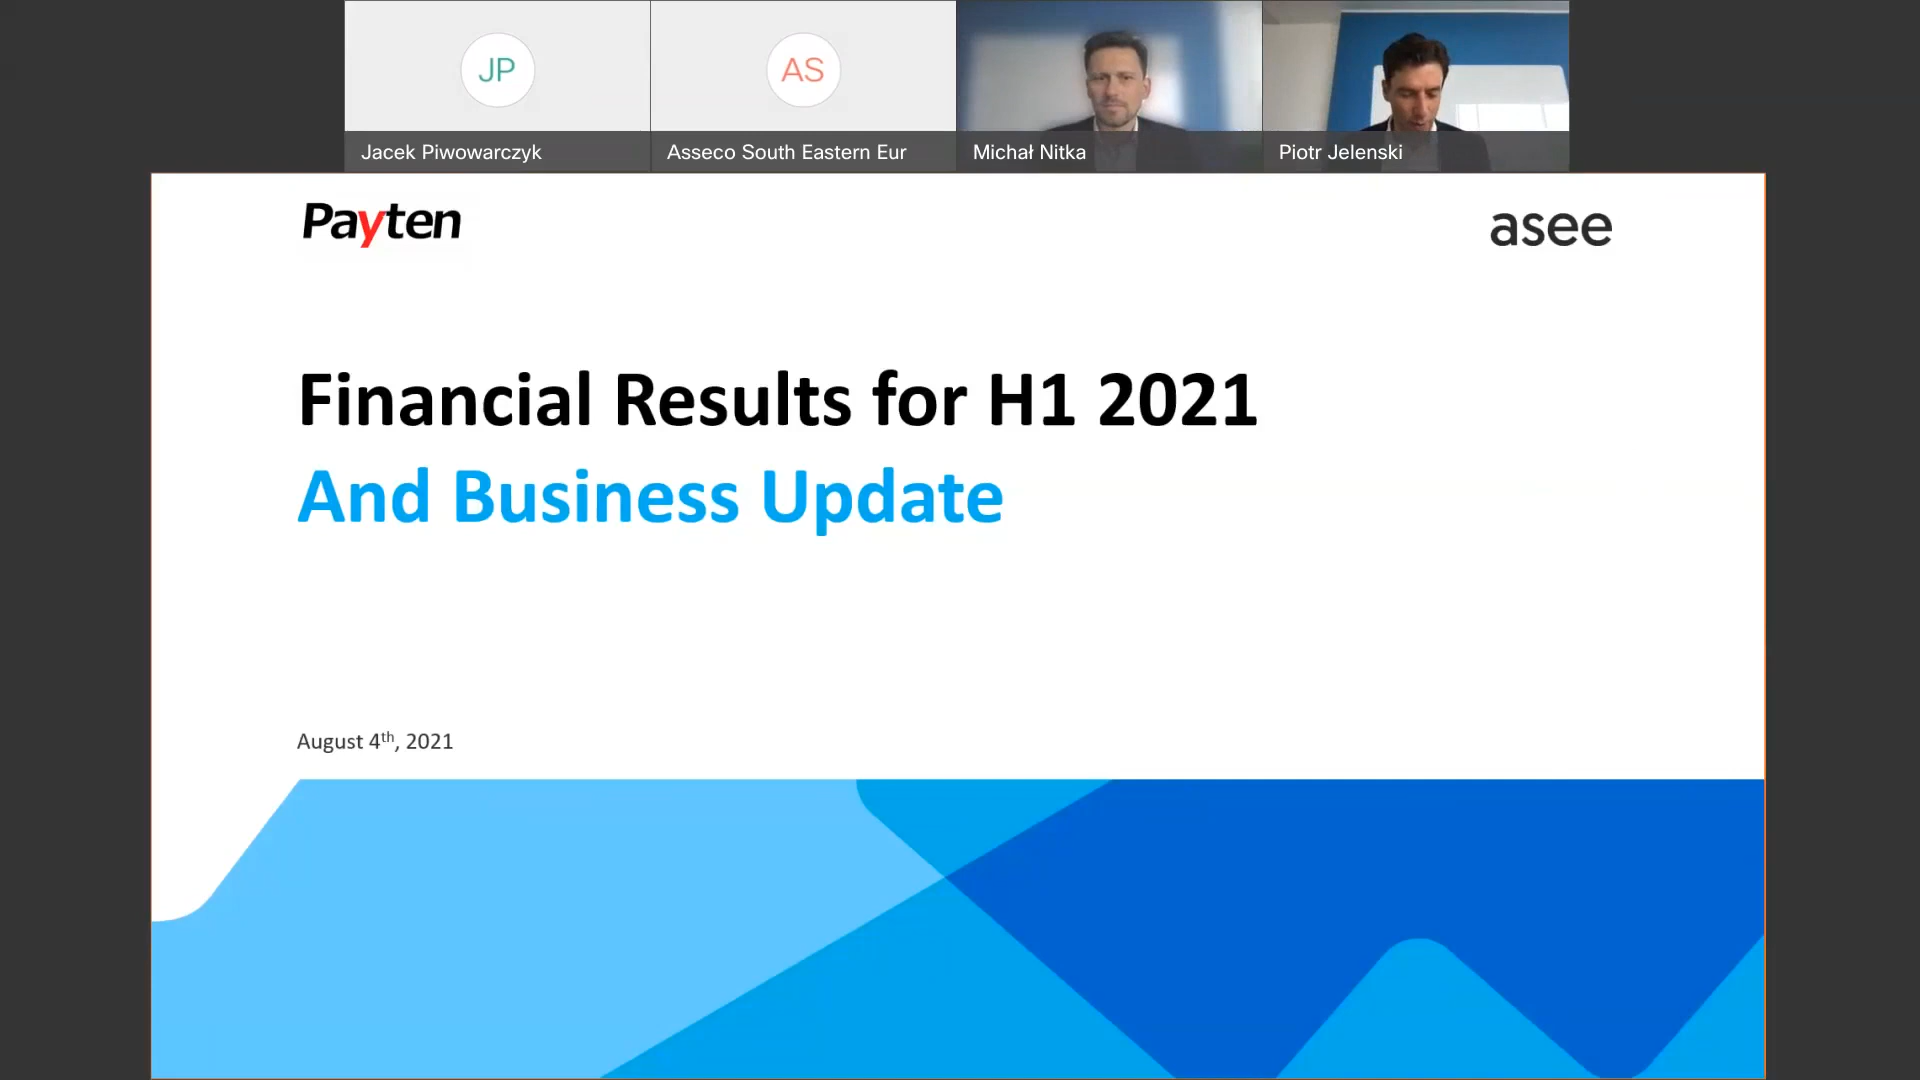 JP
AS
Jacek Piwowarczyk
Asseco South Eastern Eur
Michał Nitka
Piotr Jelenski
Payten
asee
Financial Results for H1 2021
And Business Update
August 4th, 2021